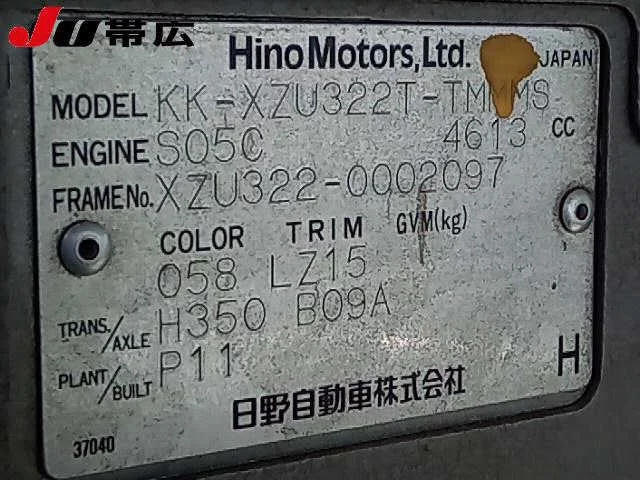 JU帯広
Hino Motors, Ltd. JAPAN
MODEL KK-XZU322T-TMMMS
ENGINE S05C 4613 CC
FRAME No. XZU322-0002097
COLOR TRIM GVM(kg)
058 LZ15
TRANS./AXLE H350 B09A
PLANT/BUILT P11
H
日野自動車株式会社
37040